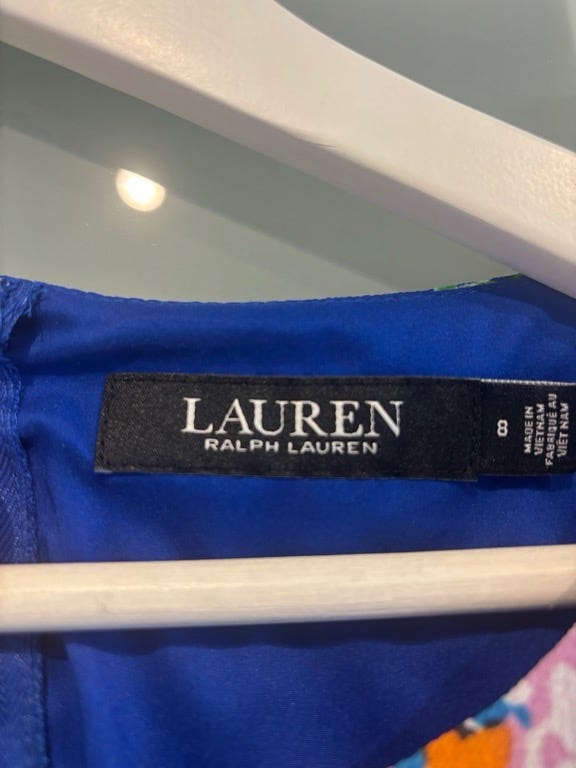 LAUREN
RALPH LAUREN
8
MADE IN
VIETNAM
FABRIQUÉ AU
VIET NAM